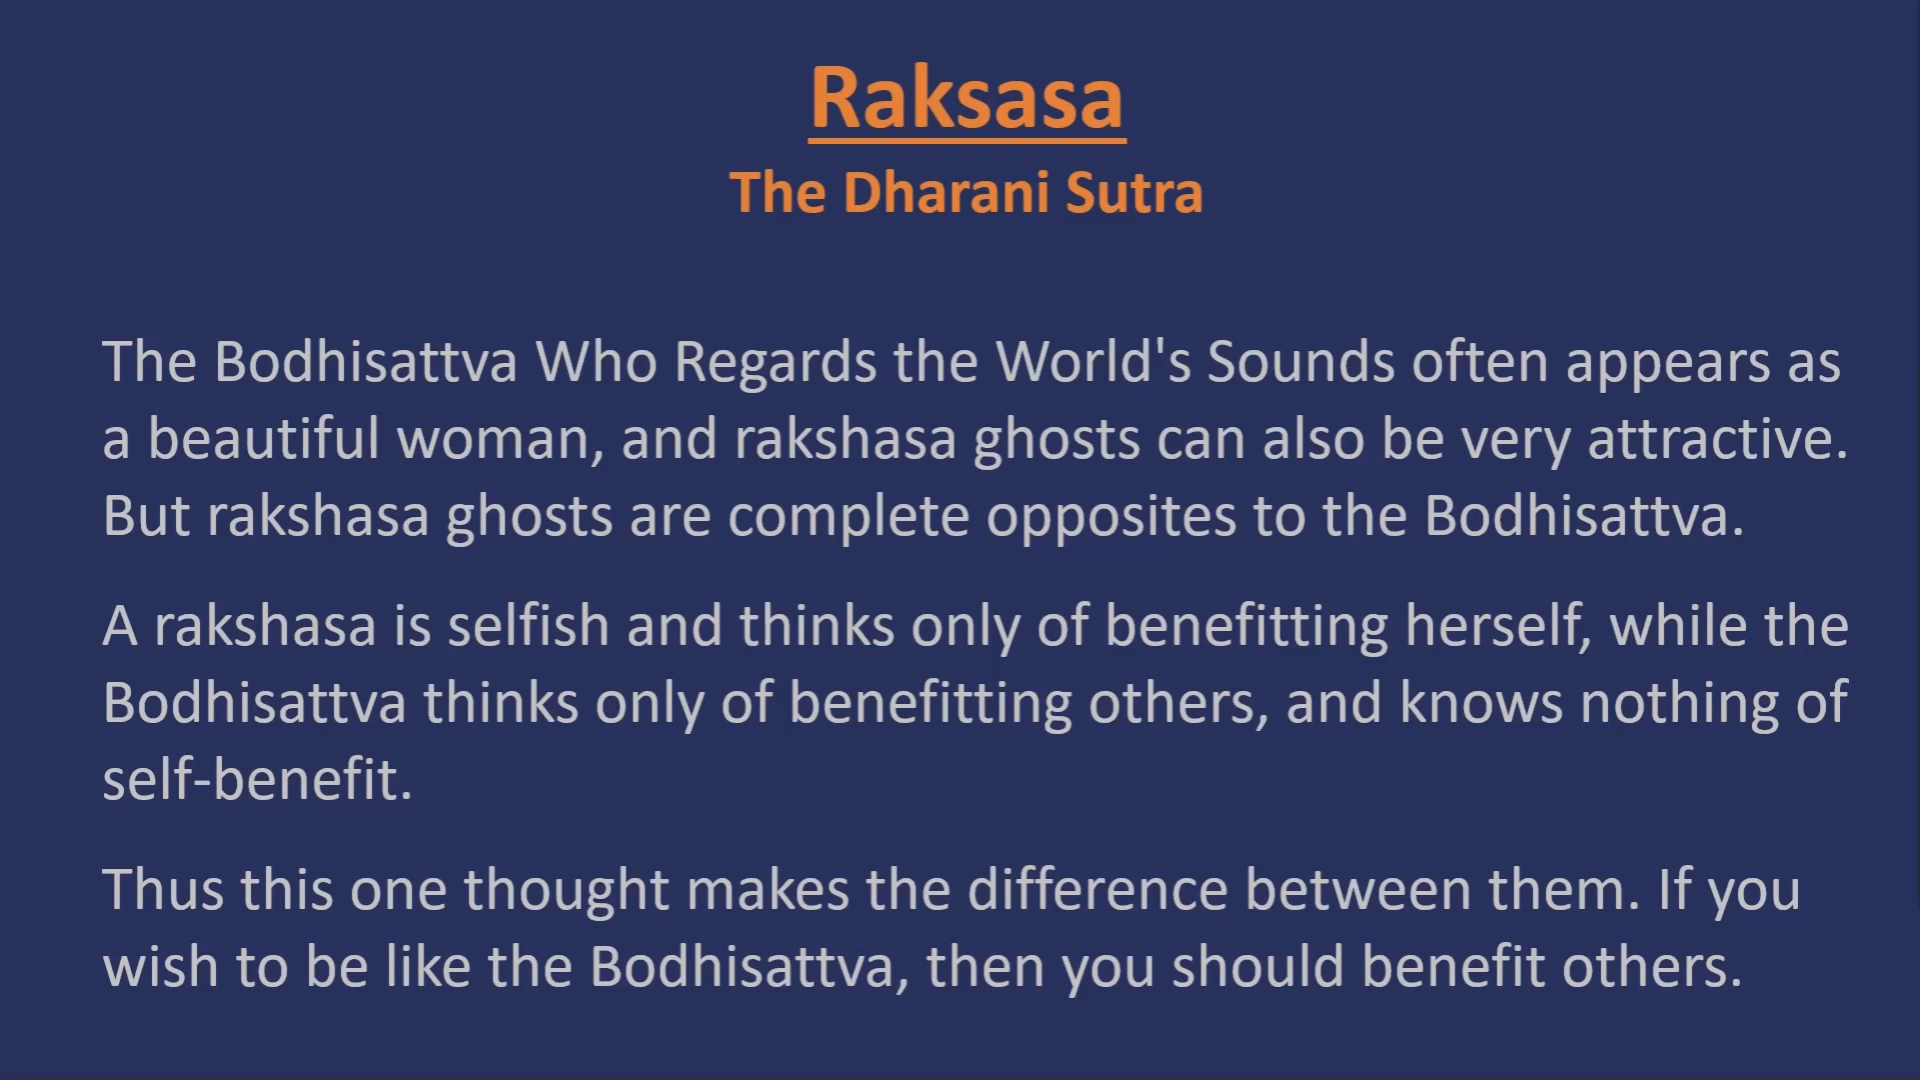 Raksasa
The Dharani Sutra
The Bodhisattva Who Regards the World's Sounds often appears as
a beautiful woman, and rakshasa ghosts can also be very attractive.
But rakshasa ghosts are complete opposites to the Bodhisattva.
A rakshasa is selfish and thinks only of benefitting herself, while the
Bodhisattva thinks only of benefitting others, and knows nothing of
self-benefit.
Thus this one thought makes the difference between them. If you
wish to be like the Bodhisattva, then you should benefit others.